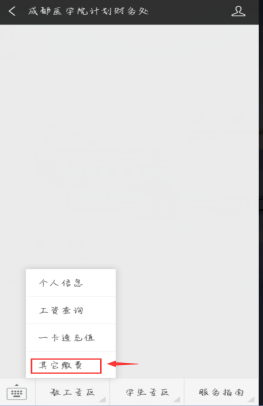 成都医学院计划财务处
个人信息
工资查询
一卡通充值
其它缴费
教工专区 学生专区 服务指南